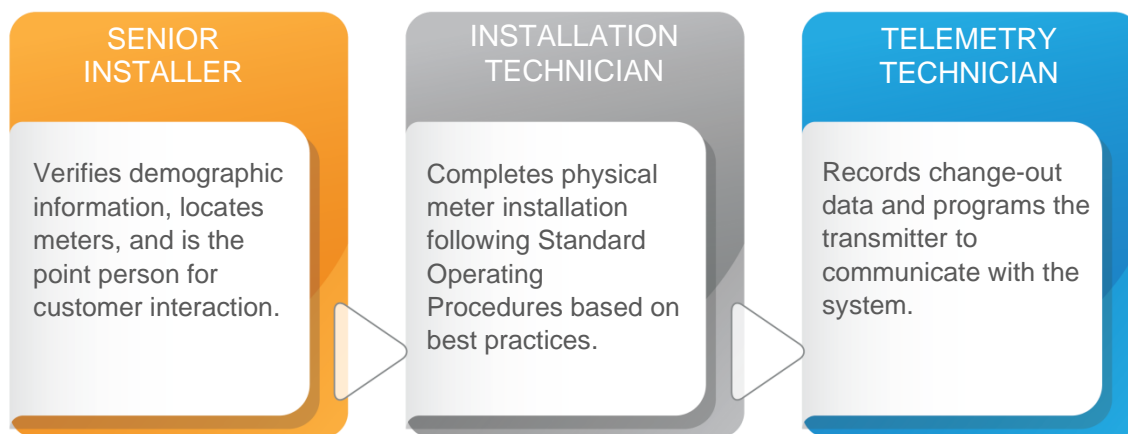 SENIOR
INSTALLER
Verifies demographic
information, locates
meters, and is the
point person for
customer interaction.
INSTALLATION
TECHNICIAN
Completes physical
meter installation
following Standard
Operating
Procedures based on
best practices.
TELEMETRY
TECHNICIAN
Records change-out
data and programs the
transmitter to
communicate with the
system.